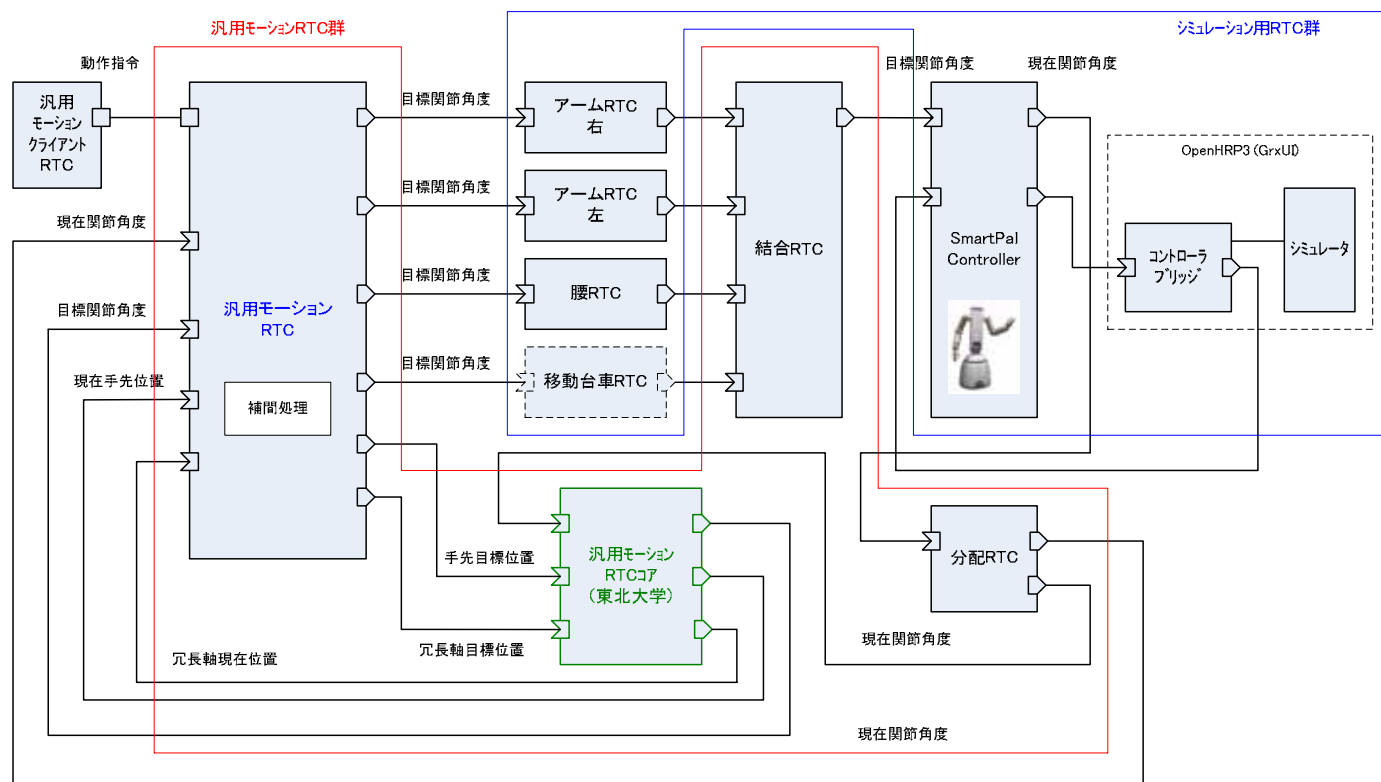 汎用モーションRTC群
シミュレーション用RTC群
動作指令
目標関節角度
現在関節角度
汎用
モーション
クライアント
RTC
目標関節角度
アームRTC
右
OpenHRP3 (GrxUI)
目標関節角度
アームRTC
左
現在関節角度
結合RTC
SmartPal
Controller
コントローラ
ブリッジ
シミュレータ
目標関節角度
腰RTC
目標関節角度
汎用モーション
RTC
目標関節角度
移動台車RTC
現在手先位置
補間処理
手先目標位置
汎用モーション
RTCコア
(東北大学)
分配RTC
冗長軸現在位置
冗長軸目標位置
現在関節角度
現在関節角度